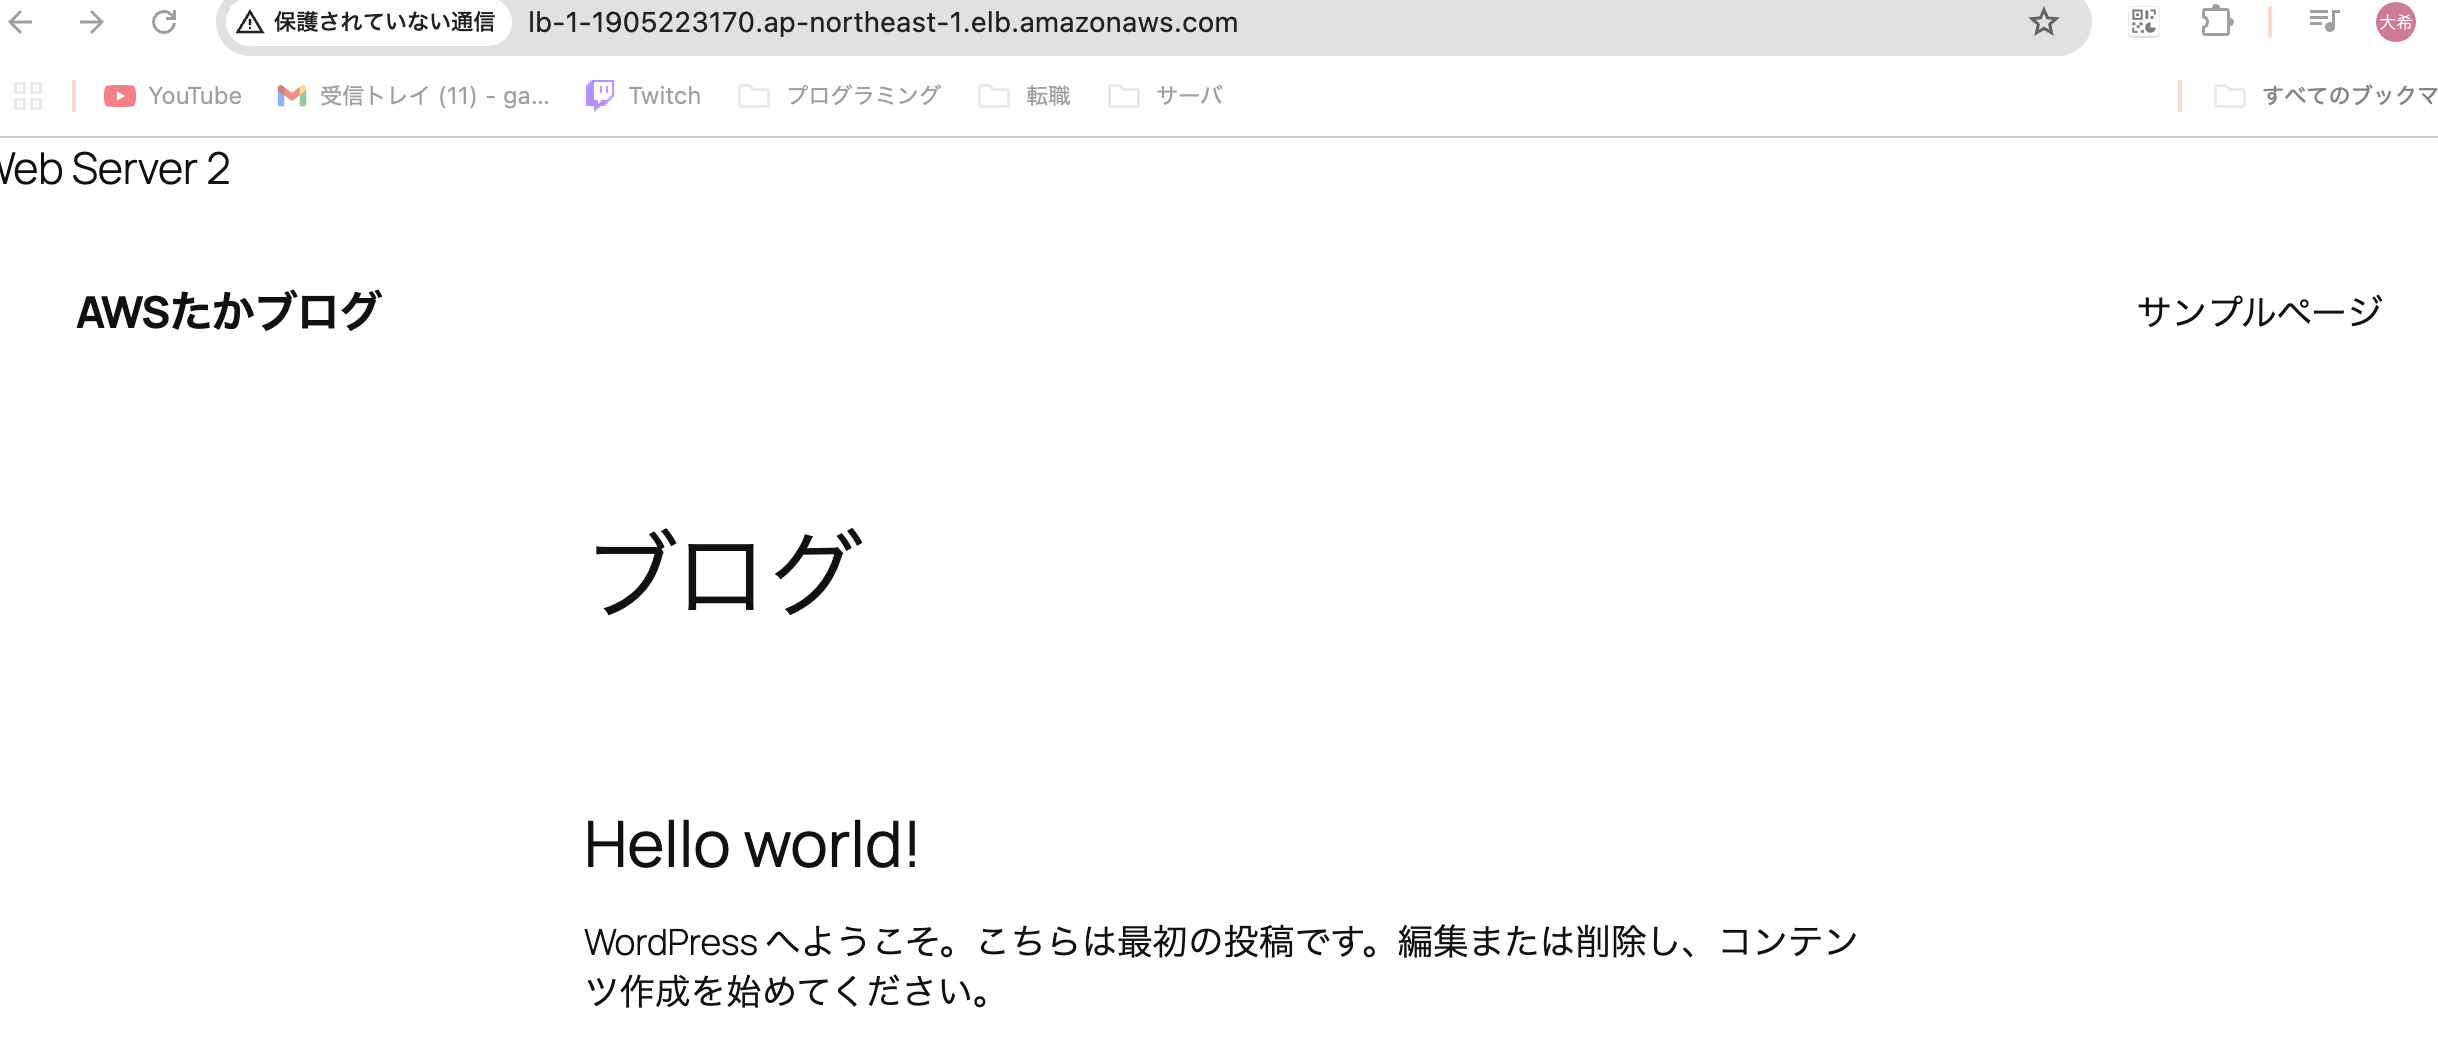 保護されていない通信 lb-1-1905223170.ap-northeast-1.elb.amazonaws.com 大希
YouTube 受信トレイ (11) - ga... Twitch プログラミング 転職 サーバ すべてのブックマ
Web Server 2
AWSたかブログ サンプルページ
ブログ
Hello world!
WordPress へようこそ。こちらは最初の投稿です。編集または削除し、コンテン
ツ作成を始めてください。